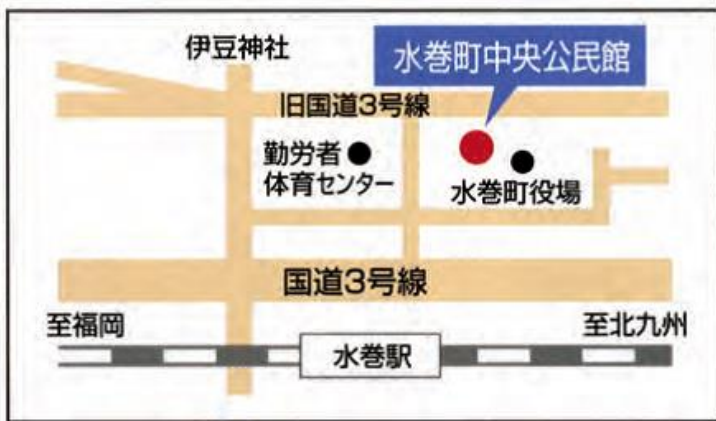 伊豆神社
水巻町中央公民館
旧国道3号線
勤労者
体育センター
水巻町役場
国道3号線
至福岡
至北九州
水巻駅